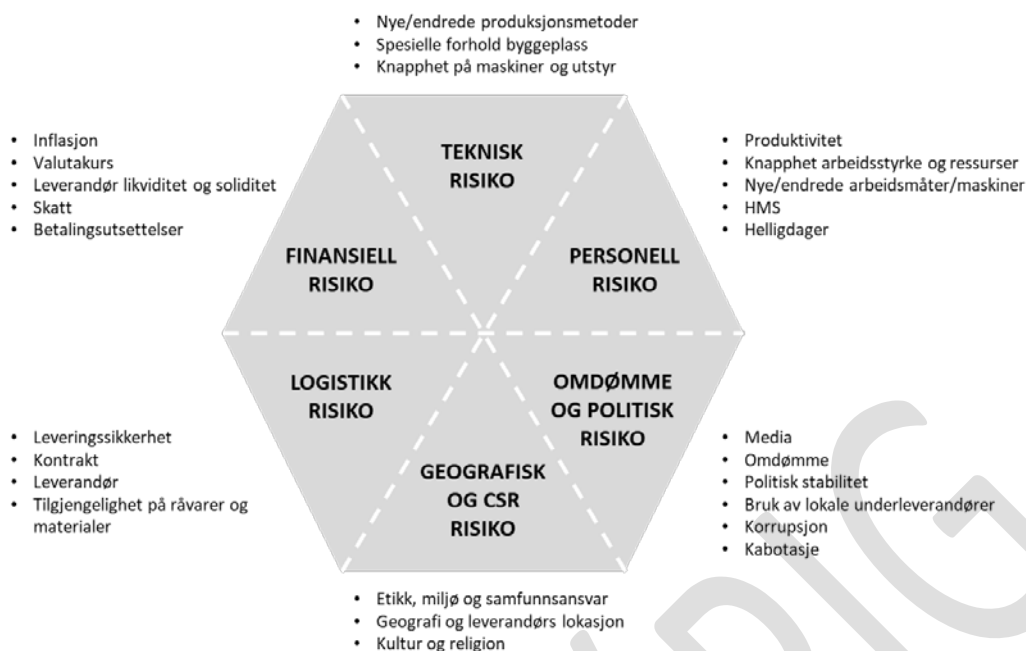 • Nye/endrede produksjonsmetoder
• Spesielle forhold byggeplass
• Knapphet på maskiner og utstyr
• Inflasjon
• Valutakurs
• Leverandør likviditet og soliditet
• Skatt
• Betalingsutsettelser
TEKNISK
RISIKO
• Produktivitet
• Knapphet arbeidsstyrke og ressurser
• Nye/endrede arbeidsmåter/maskiner
• HMS
• Helligdager
FINANSIELL
RISIKO
PERSONELL
RISIKO
LOGISTIKK
RISIKO
OMDØMME
OG POLITISK
RISIKO
• Leveringssikkerhet
• Kontrakt
• Leverandør
• Tilgjengelighet på råvarer og
materialer
GEOGRAFISK
OG CSR
RISIKO
• Media
• Omdømme
• Politisk stabilitet
• Bruk av lokale underleverandører
• Korrupsjon
• Kabotasje
• Etikk, miljø og samfunnsansvar
• Geografi og leverandørs lokasjon
• Kultur og religion